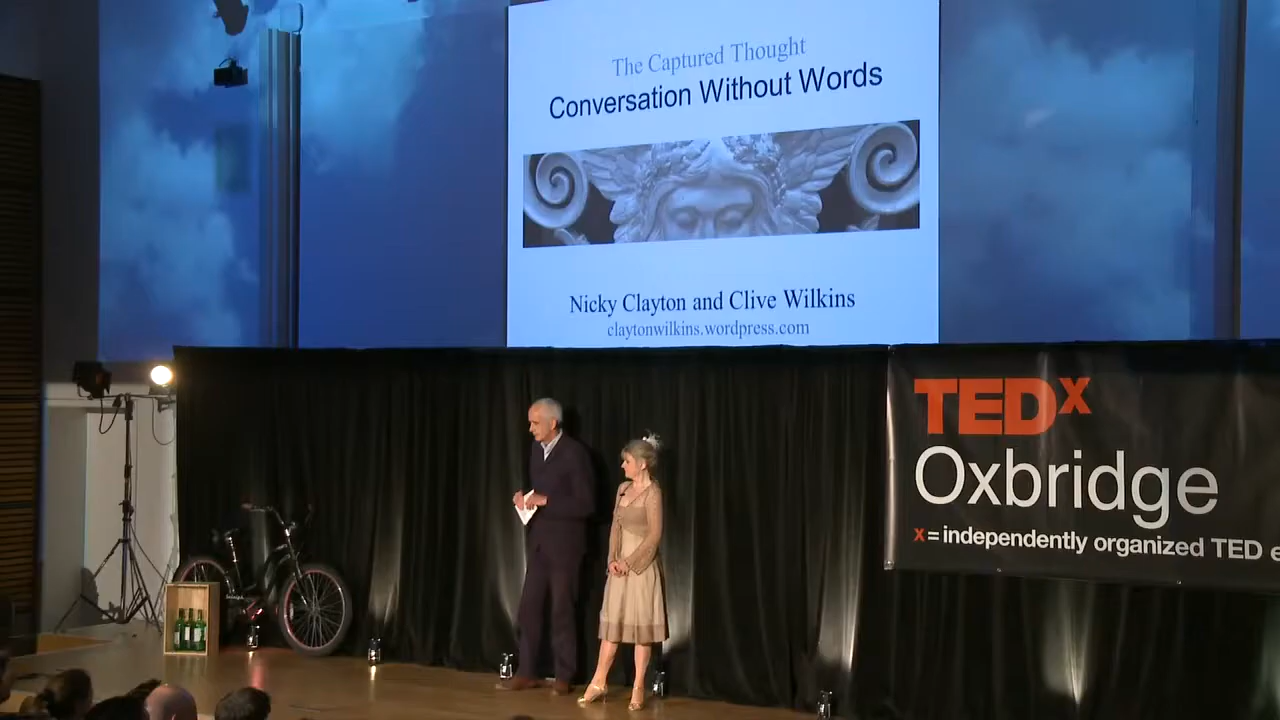 The Captured Thought
Conversation Without Words
Nicky Clayton and Clive Wilkins
claytonwilkins.wordpress.com
TEDx
Oxbridge
x = independently organized TED e